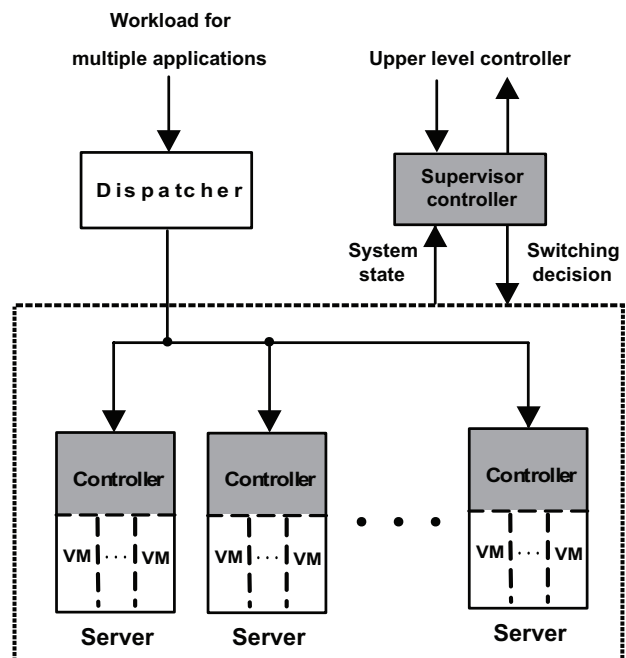 Workload for
multiple applications
Upper level controller
Dispatcher
Supervisor
controller
System
state
Switching
decision
Controller
Controller
Controller
VM ... VM
VM ... VM
VM ... VM
Server
Server
Server